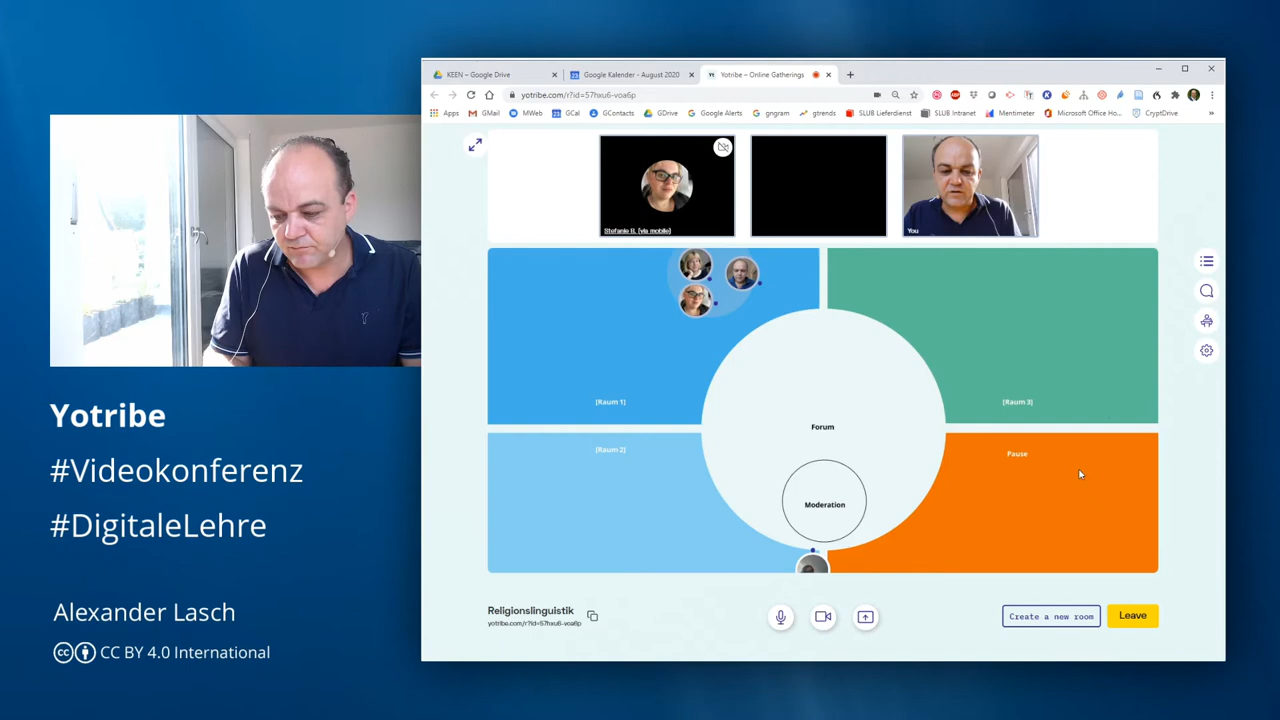 KEEN – Google Drive
Google Kalender - August 2020
Yotribe – Online Gatherings
yotribe.com/r?id=57hxu6-voa6p
Apps
GMail
MWeb
GCal
GContacts
GDrive
Google Alerts
gngram
gtrends
SLUB Lieferdienst
SLUB Intranet
Mentimeter
Microsoft Office Ho...
CryptDrive
Stefanie B. [via mobile]
You
[Raum 1]
[Raum 3]
Forum
[Raum 2]
Pause
Moderation
Religionslinguistik
yotribe.com/r?id=57hxu6-voa6p
Create a new room
Leave
Yotribe
#Videokonferenz
#DigitaleLehre
Alexander Lasch
CC BY 4.0 International